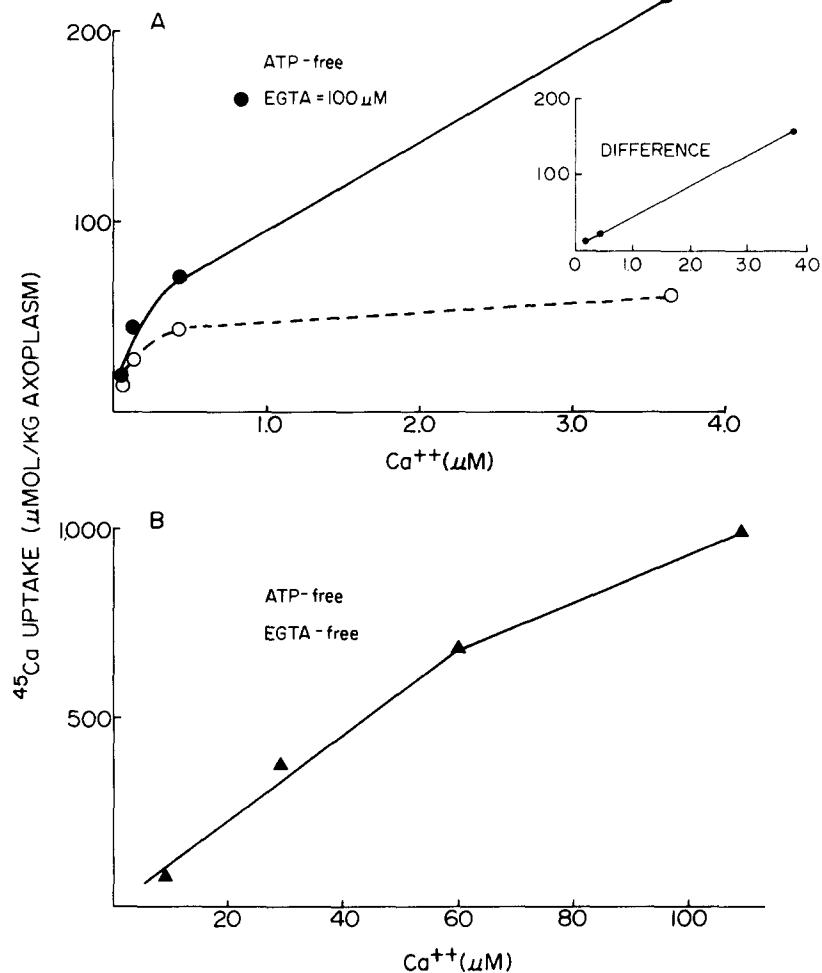 A
200
ATP-free
● EGTA = 100 μM
100
200
DIFFERENCE
100
0 1.0 2.0 3.0 4.0
1.0 2.0 3.0 4.0
Ca++ (μM)
45Ca UPTAKE (μMOL/KG AXOPLASM)
B
1,000
ATP-free
EGTA-free
500
20 40 60 80 100
Ca++ (μM)